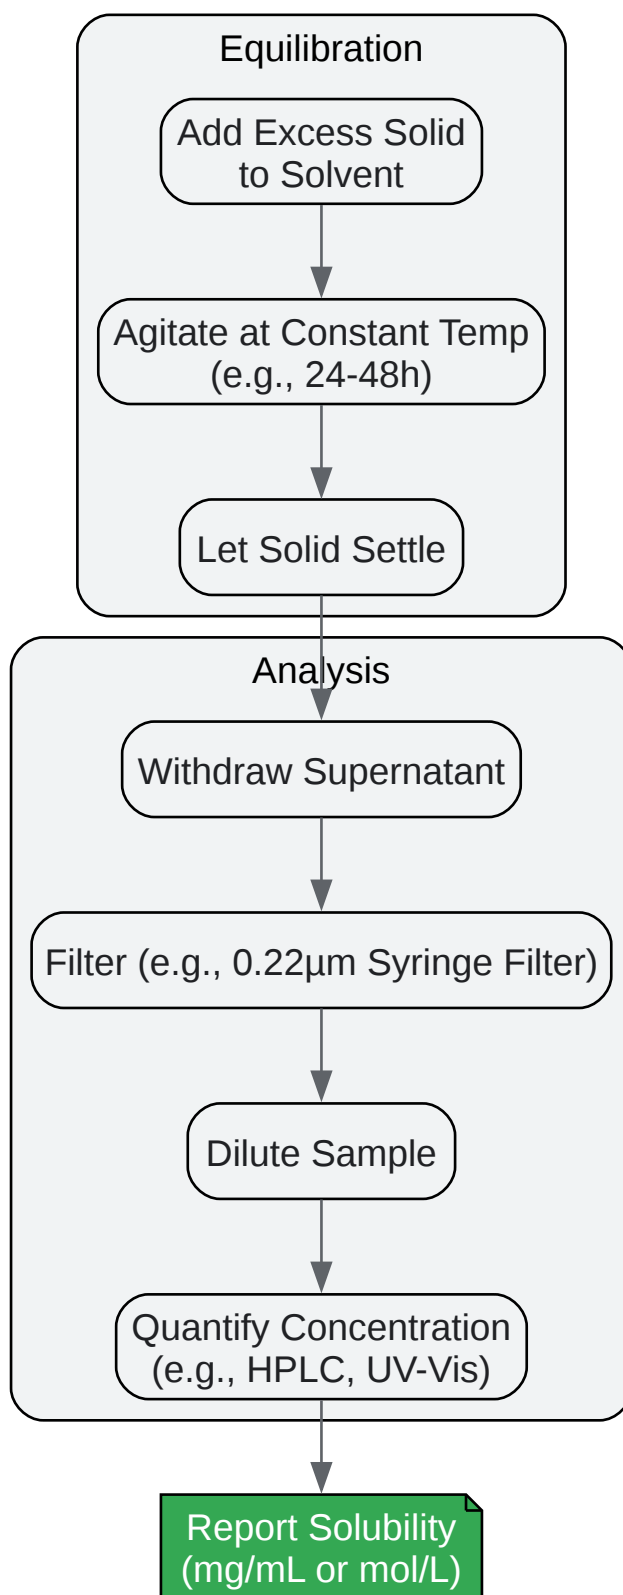 Equilibration
Add Excess Solid
to Solvent
Agitate at Constant Temp
(e.g., 24-48h)
Let Solid Settle
Analysis
Withdraw Supernatant
Filter (e.g., 0.22µm Syringe Filter)
Dilute Sample
Quantify Concentration
(e.g., HPLC, UV-Vis)
Report Solubility
(mg/mL or mol/L)